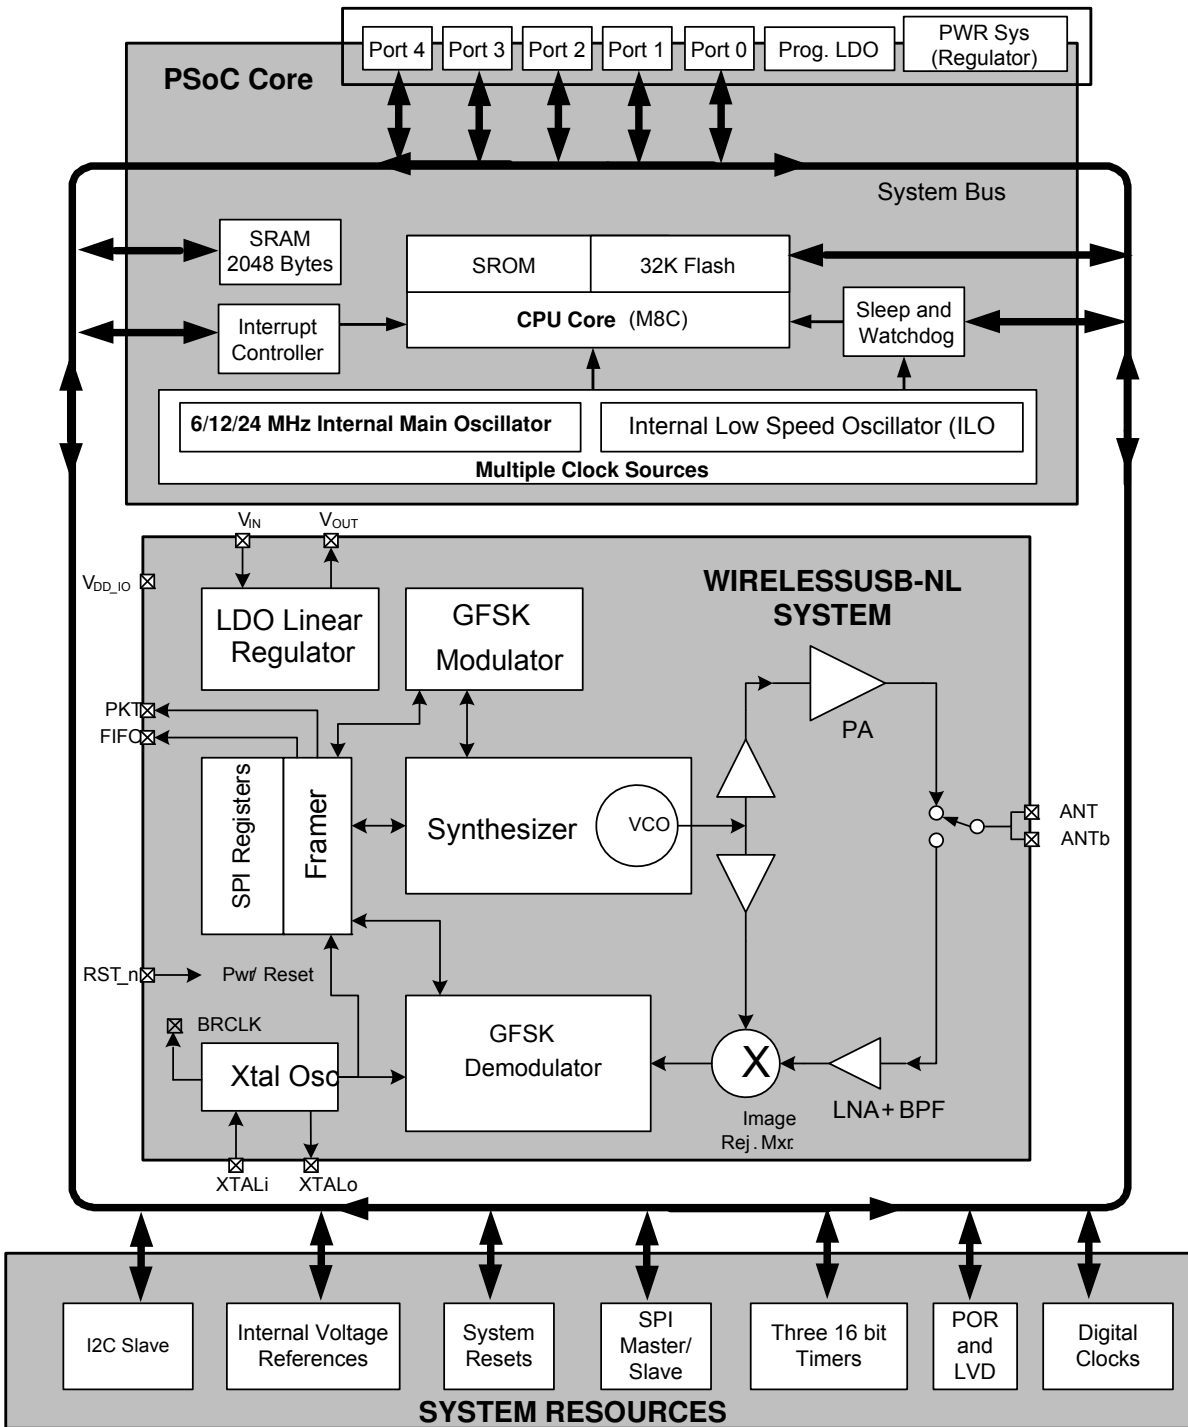 Port 4
Port 3
Port 2
Port 1
Port 0
Prog. LDO
PWR Sys
(Regulator)
PSoC Core
System Bus
SRAM
2048 Bytes
SROM
32K Flash
CPU Core (M8C)
Interrupt
Controller
Sleep and
Watchdog
6/12/24 MHz Internal Main Oscillator
Internal Low Speed Oscillator (ILO
Multiple Clock Sources
VIN
VOUT
VDD_IO
WIRELESSUSB-NL
SYSTEM
LDO Linear
Regulator
GFSK
Modulator
PA
PKT
FIFO
SPI Registers
Framer
Synthesizer
VCO
ANT
ANTb
RST_n
Pwr/ Reset
BRCLK
Xtal Osc
GFSK
Demodulator
X
LNA + BPF
Image
Rej. Mxr.
XTALi
XTALo
I2C Slave
Internal Voltage
References
System
Resets
SPI
Master/
Slave
Three 16 bit
Timers
POR
and
LVD
Digital
Clocks
SYSTEM RESOURCES